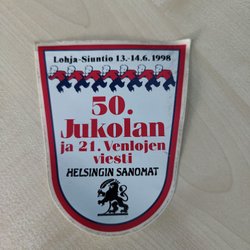 Lohja-Siuntio 13.-14.6. 1998
50.
Jukolan
ja 21. Venlojen
viesti
HELSINGIN SANOMAT